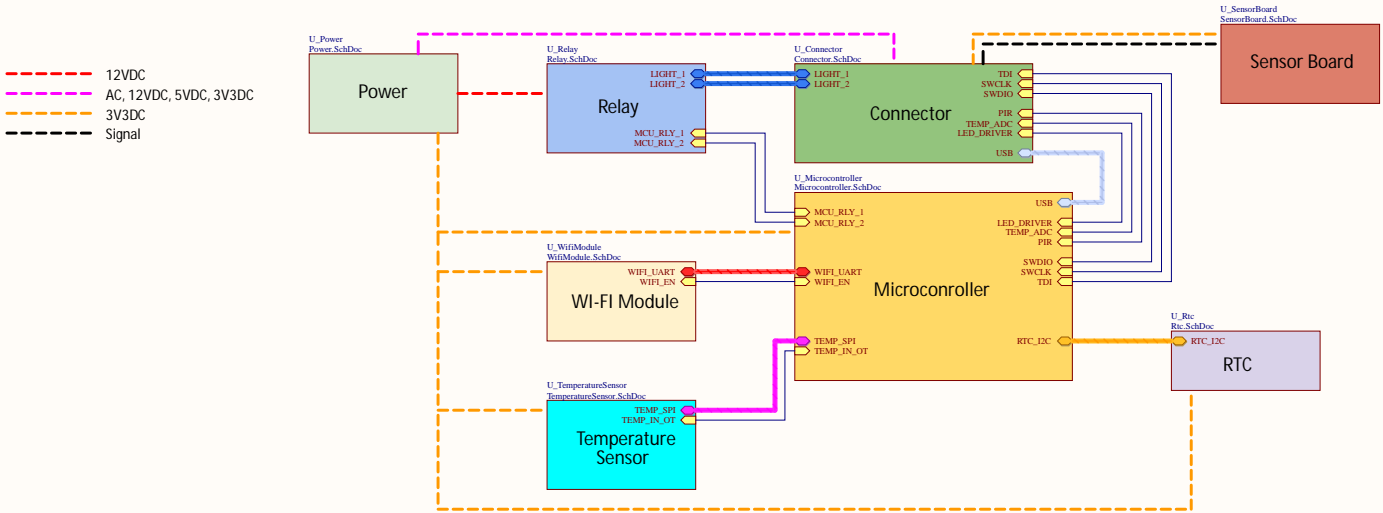 12VDC
AC, 12VDC, 5VDC, 3V3DC
3V3DC
Signal
U_Power
Power.SchDoc
Power
U_Relay
Relay.SchDoc
LIGHT_1
LIGHT_2
Relay
MCU_RLY_1
MCU_RLY_2
U_Connector
Connector.SchDoc
LIGHT_1
LIGHT_2
Connector
TDI
SWCLK
SWDIO
PIR
TEMP_ADC
LED_DRIVER
USB
U_SensorBoard
SensorBoard.SchDoc
Sensor Board
U_Microcontroller
Microcontroller.SchDoc
USB
MCU_RLY_1
MCU_RLY_2
LED_DRIVER
TEMP_ADC
PIR
SWDIO
SWCLK
TDI
WIFI_UART
WIFI_EN
Microconroller
TEMP_SPI
TEMP_IN_OT
RTC_I2C
U_WifiModule
WifiModule.SchDoc
WIFI_UART
WIFI_EN
WI-FI Module
U_Rtc
Rtc.SchDoc
RTC_I2C
RTC
U_TemperatureSensor
TemperatureSensor.SchDoc
TEMP_SPI
TEMP_IN_OT
Temperature
Sensor